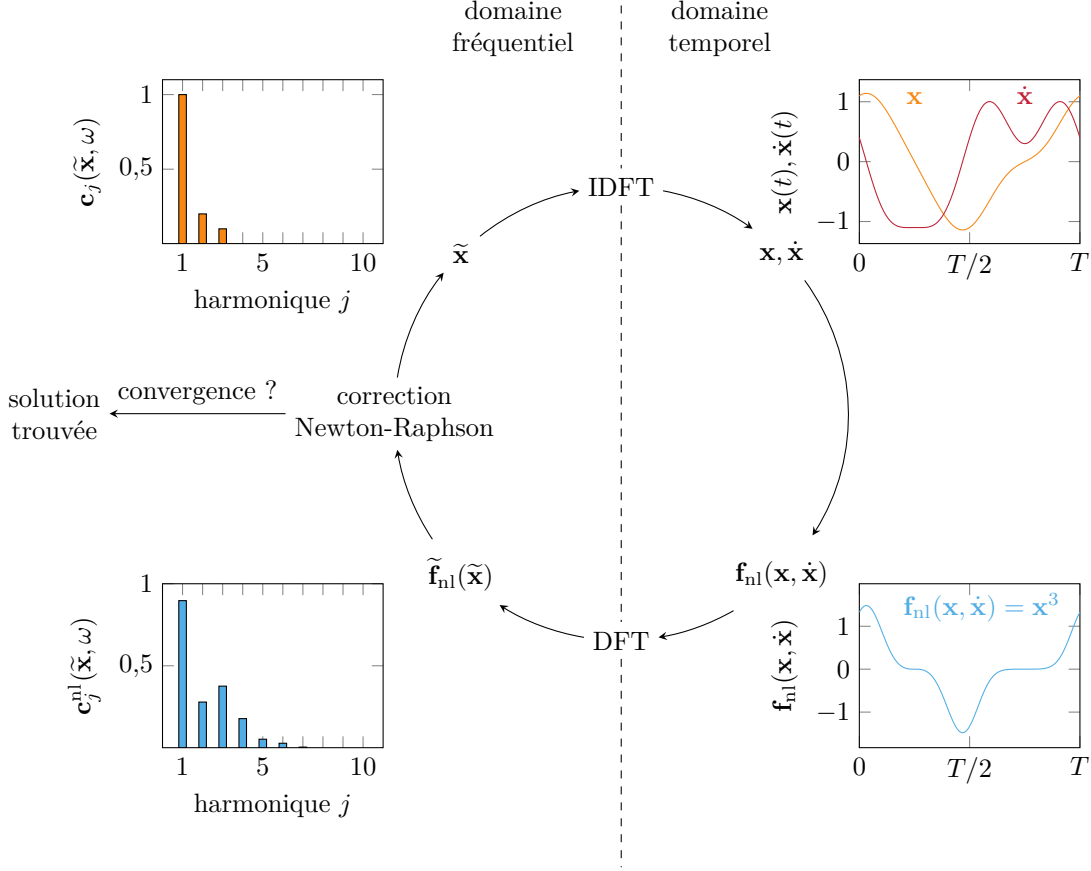 domaine
fréquentiel
domaine
temporel
1
0,5
c_j(x̃, ω)
1 5 10
harmonique j
x
ẋ
1
0
−1
x(t), ẋ(t)
0 T/2 T
IDFT
x̃
x, ẋ
solution
trouvée
convergence ?
correction
Newton-Raphson
f̃_nl(x̃)
f_nl(x, ẋ)
DFT
1
0,5
c_j^nl(x̃, ω)
1 5 10
harmonique j
f_nl(x, ẋ) = x³
1
0
−1
f_nl(x, ẋ)
0 T/2 T